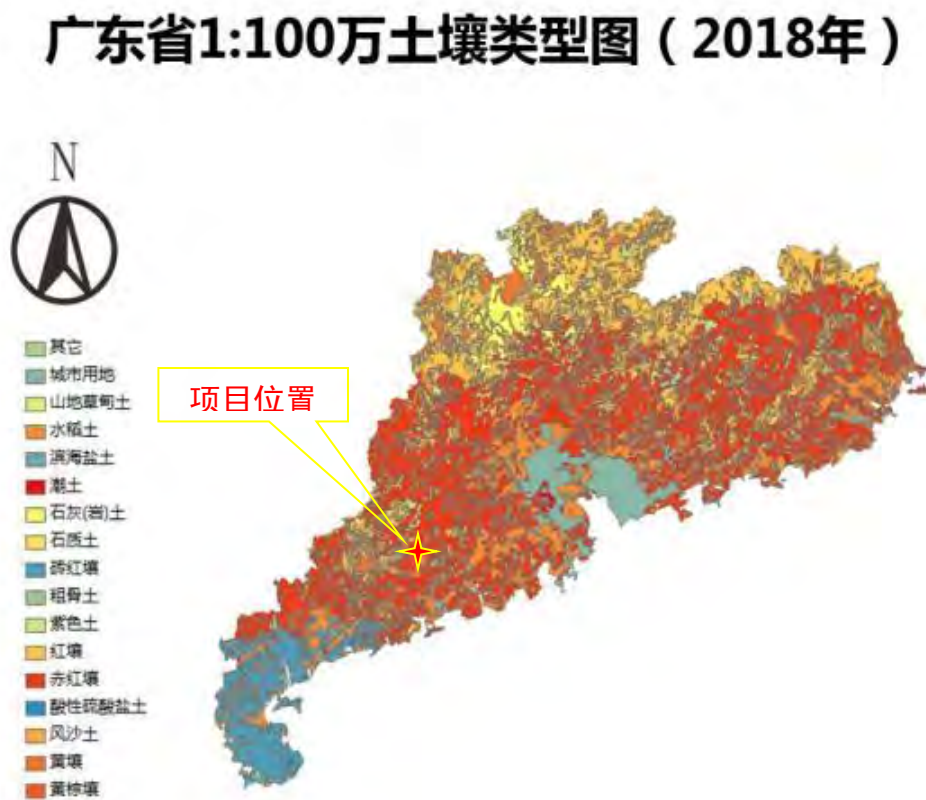 广东省1:100万土壤类型图（2018年）
N
其它
城市用地
山地草甸土
水稻土
滨海盐土
潮土
石灰(岩)土
石质土
砖红壤
粗骨土
紫色土
红壤
赤红壤
酸性硫酸盐土
风沙土
黄壤
黄棕壤
项目位置